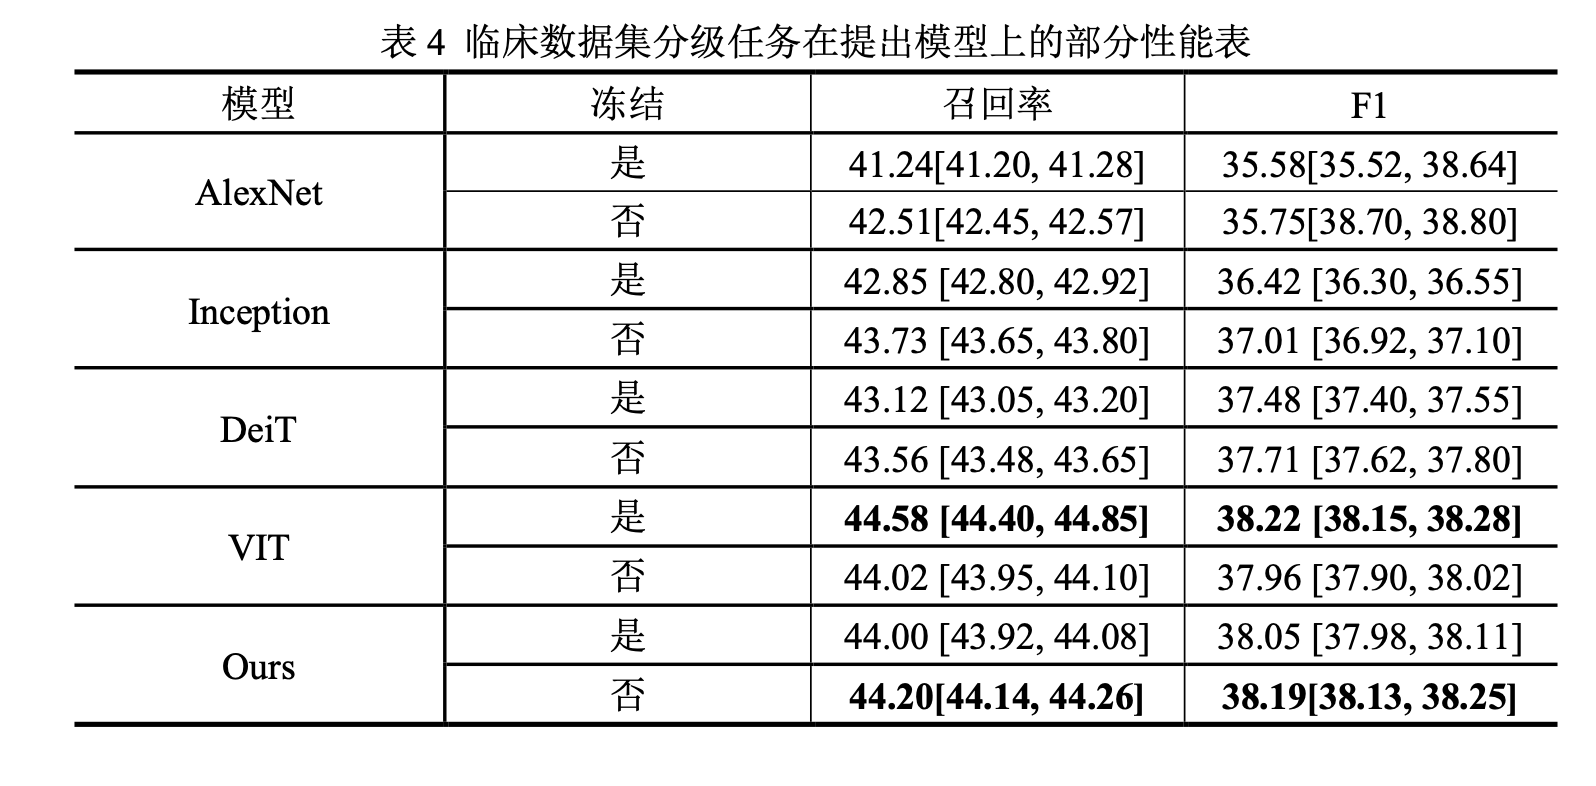 表 4 临床数据集分级任务在提出模型上的部分性能表
模型 冻结 召回率 F1
AlexNet 是 41.24[41.20, 41.28] 35.58[35.52, 38.64]
否 42.51[42.45, 42.57] 35.75[38.70, 38.80]
Inception 是 42.85 [42.80, 42.92] 36.42 [36.30, 36.55]
否 43.73 [43.65, 43.80] 37.01 [36.92, 37.10]
DeiT 是 43.12 [43.05, 43.20] 37.48 [37.40, 37.55]
否 43.56 [43.48, 43.65] 37.71 [37.62, 37.80]
VIT 是 44.58 [44.40, 44.85] 38.22 [38.15, 38.28]
否 44.02 [43.95, 44.10] 37.96 [37.90, 38.02]
Ours 是 44.00 [43.92, 44.08] 38.05 [37.98, 38.11]
否 44.20[44.14, 44.26] 38.19[38.13, 38.25]